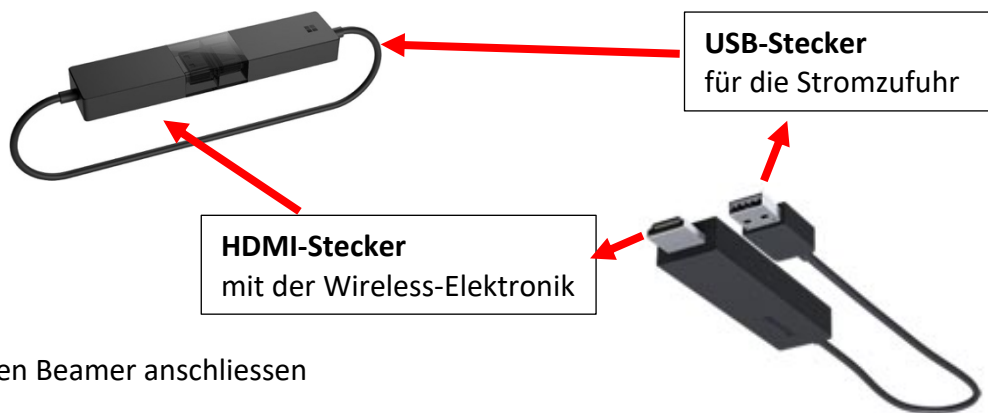 USB-Stecker
für die Stromzufuhr
HDMI-Stecker
mit der Wireless-Elektronik
en Beamer anschliessen